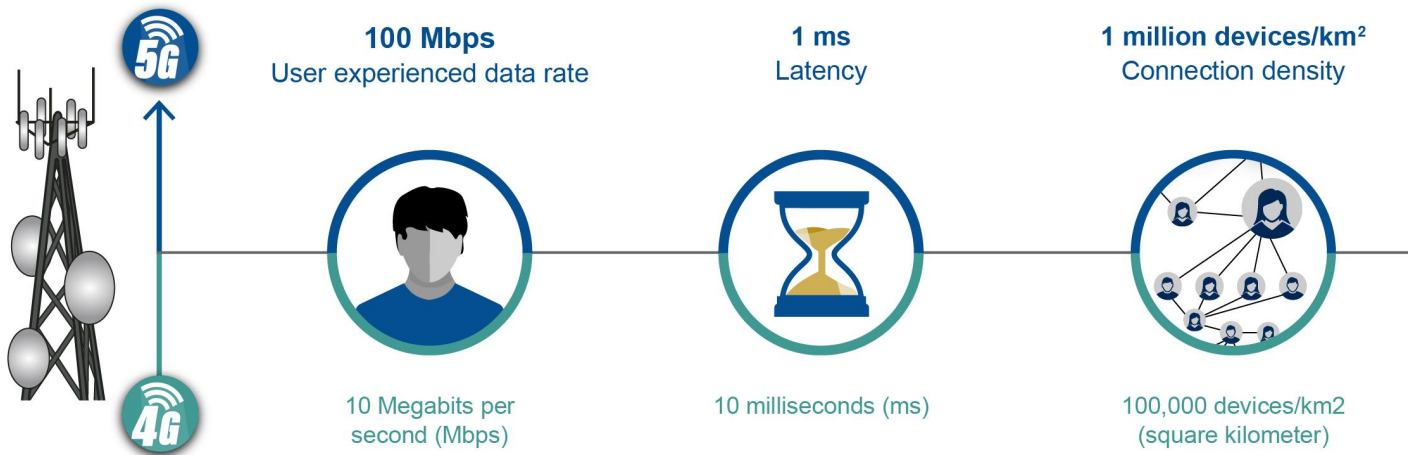 5G
100 Mbps
User experienced data rate
1 ms
Latency
1 million devices/km²
Connection density
4G
10 Megabits per
second (Mbps)
10 milliseconds (ms)
100,000 devices/km2
(square kilometer)